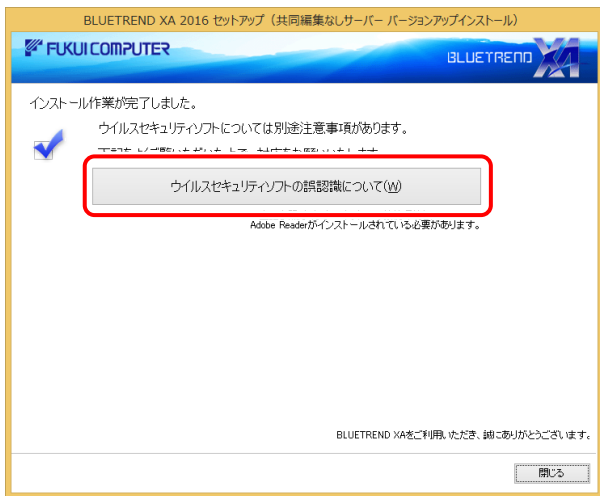 BLUETREND XA 2016 セットアップ（共同編集なしサーバー バージョンアップインストール）
FUKUI COMPUTER
BLUETREND XA
インストール作業が完了しました。
ウイルスセキュリティソフトについては別途注意事項があります。
ウイルスセキュリティソフトの誤認識について(W)
Adobe Readerがインストールされている必要があります。
BLUETREND XAをご利用いただき、誠にありがとうございます。
閉じる